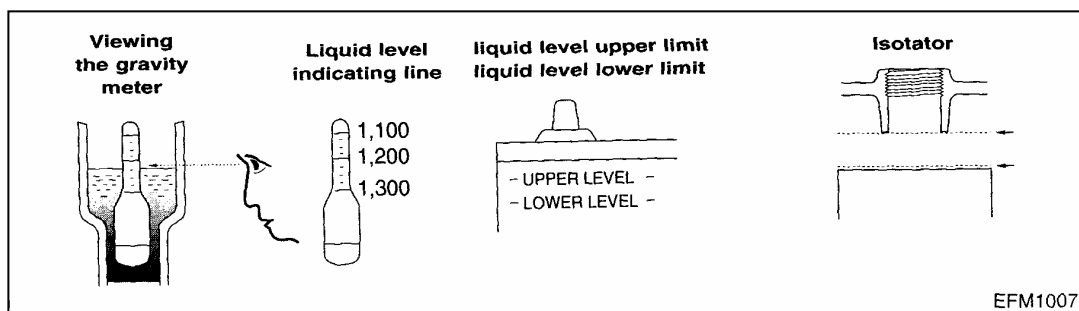 Viewing
the gravity
meter
Liquid level
indicating line
1,100
1,200
1,300
liquid level upper limit
liquid level lower limit
- UPPER LEVEL -
- LOWER LEVEL -
Isotator
EFM1007